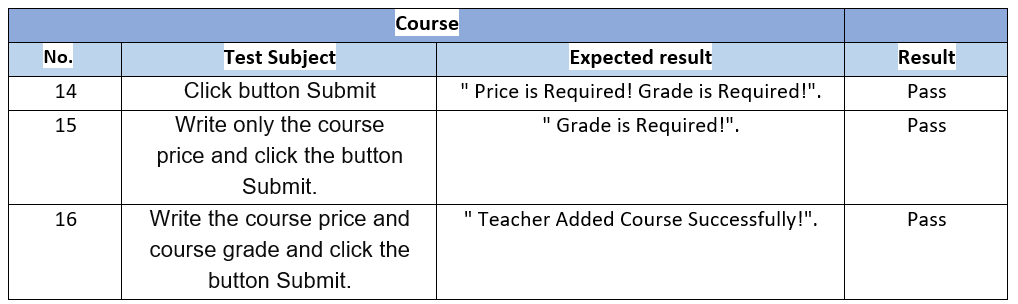 Course
No. Test Subject Expected result Result
14 Click button Submit " Price is Required! Grade is Required!". Pass
15 Write only the course " Grade is Required!". Pass
price and click the button
Submit.
16 Write the course price and " Teacher Added Course Successfully!". Pass
course grade and click the
button Submit.